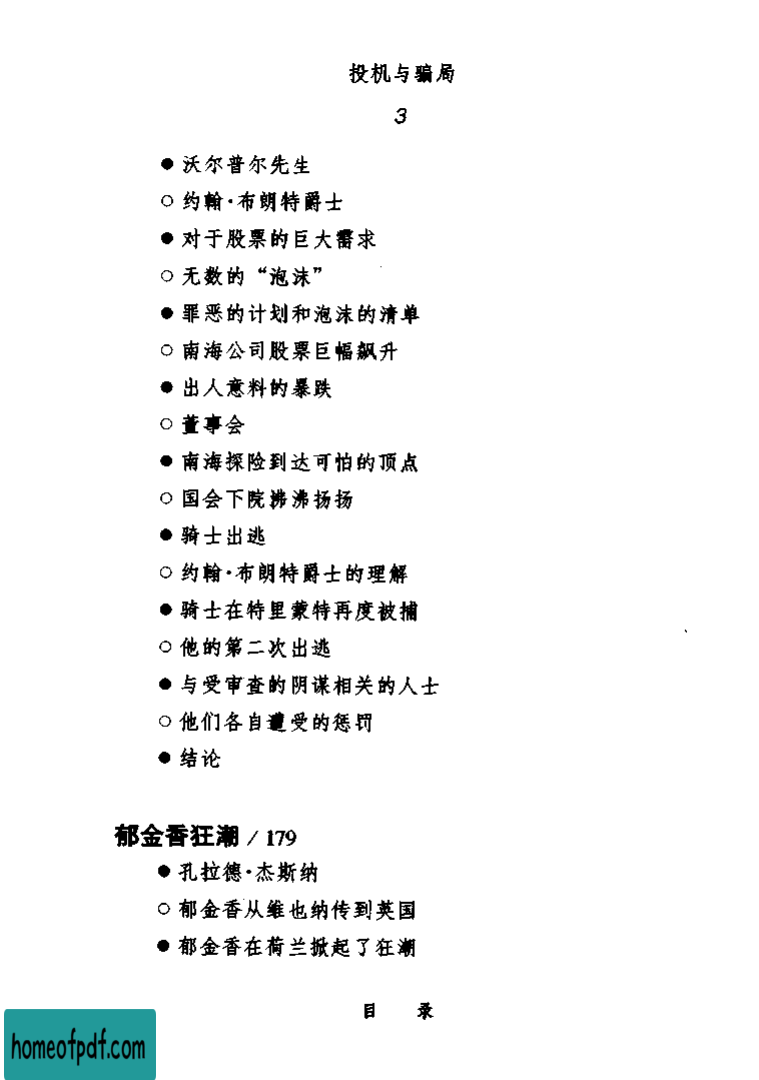 投机与骗局
3
● 沃尔普尔先生
○ 约翰·布朗特爵士
● 对于股票的巨大需求
○ 无数的“泡沫”
● 罪恶的计划和泡沫的清单
○ 南海公司股票巨幅飙升
● 出人意料的暴跌
○ 董事会
● 南海探险到达可怕的顶点
○ 国会下院沸沸扬扬
● 骑士出逃
○ 约翰·布朗特爵士的理解
● 骑士在特里蒙特再度被捕
○ 他的第二次出逃
● 与受审查的阴谋相关的人士
○ 他们各自遭受的惩罚
● 结论
郁金香狂潮 / 179
● 孔拉德·杰斯纳
○ 郁金香从维也纳传到英国
● 郁金香在荷兰掀起了狂潮
目 录
homeofpdf.com